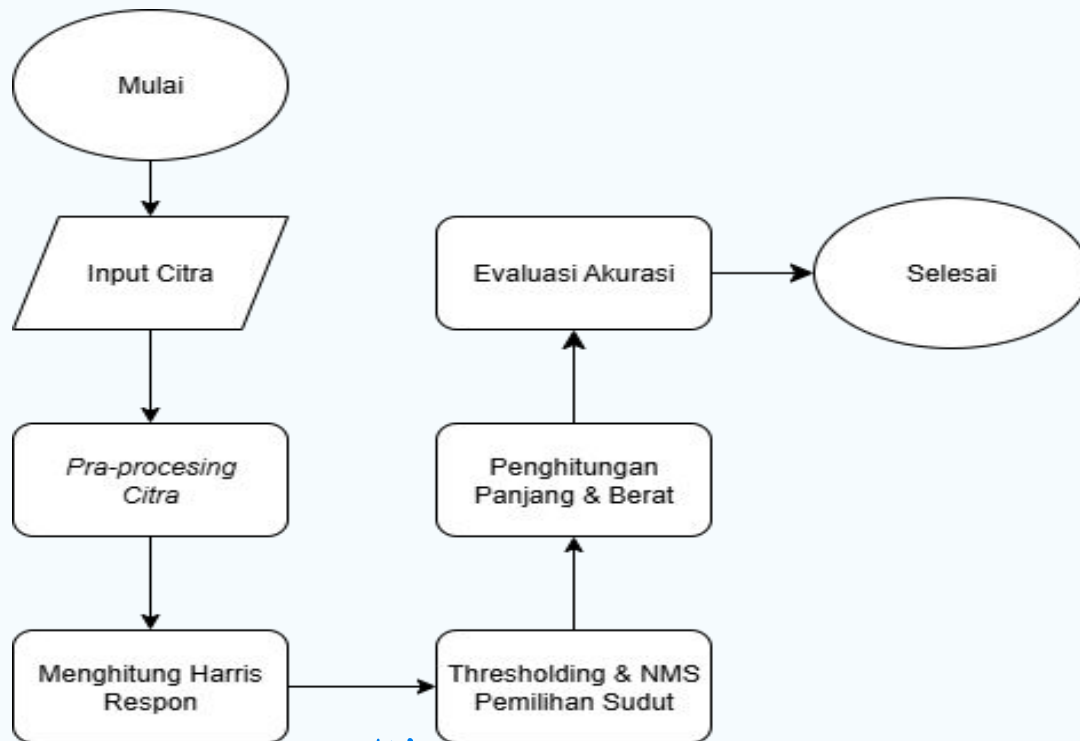 Mulai
Input Citra
Pra-procesing
Citra
Menghitung Harris
Respon
Thresholding & NMS
Pemilihan Sudut
Penghitungan
Panjang & Berat
Evaluasi Akurasi
Selesai